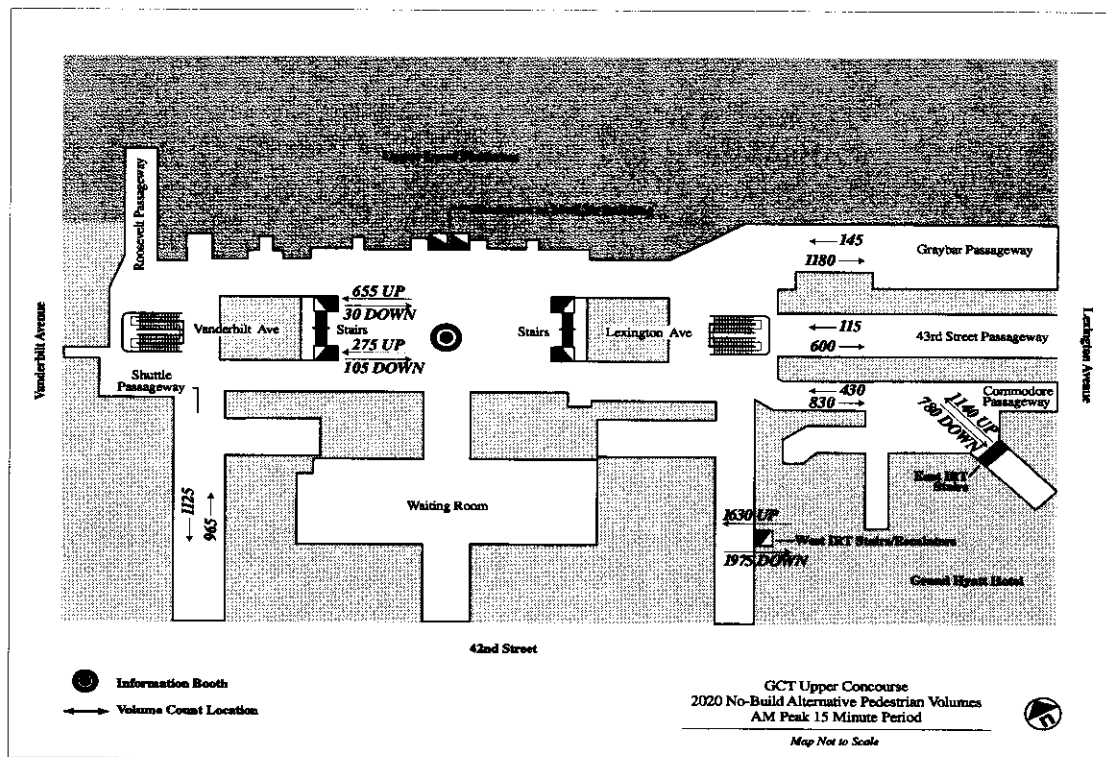 Roosevelt Passageway
145
Graybar Passageway
1180
655 UP
30 DOWN
Vanderbilt Ave
Stairs
Stairs
Lexington Ave
115
43rd Street Passageway
600
275 UP
105 DOWN
Vanderbilt Avenue
Lexington Avenue
Shuttle
Passageway
430
830
Commodore
Passageway
1140 UP
780 DOWN
East IRT
Stairs
1125
965
Waiting Room
1630 UP
West IRT Stairs/Escalators
1975 DOWN
Grand Hyatt Hotel
42nd Street
Information Booth
Volume Count Location
GCT Upper Concourse
2020 No-Build Alternative Pedestrian Volumes
AM Peak 15 Minute Period
Map Not to Scale
n